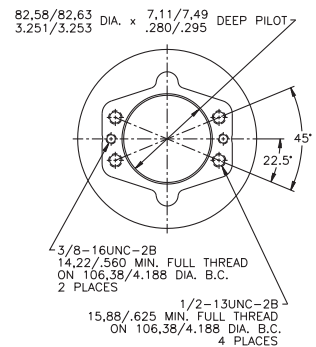 82,58/82,63 DIA. x 7,11/7,49 DEEP PILOT
3.251/3.253 .280/.295
45°
22.5°
3/8-16UNC-2B
14,22/.560 MIN. FULL THREAD
ON 106,38/4.188 DIA. B.C.
2 PLACES
1/2-13UNC-2B
15,88/.625 MIN. FULL THREAD
ON 106,38/4.188 DIA. B.C.
4 PLACES